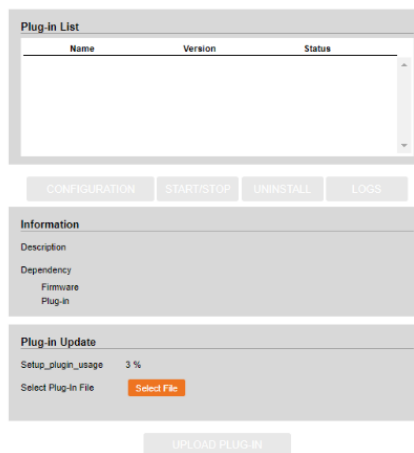 Plug-in List
Name Version Status
CONFIGURATION START/STOP UNINSTALL LOGS
Information
Description
Dependency
Firmware
Plug-in
Plug-in Update
Setup_plugin_usage 3 %
Select Plug-In File Select File
UPLOAD PLUG-IN